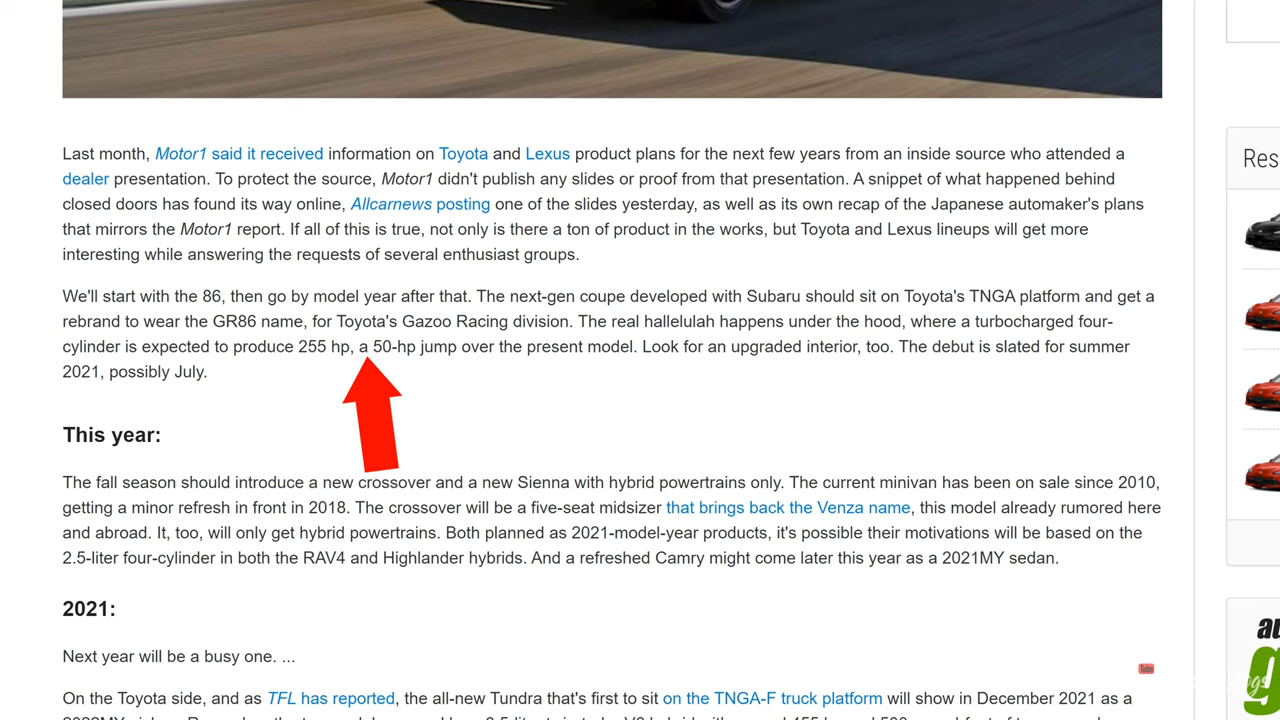 Last month, Motor1 said it received information on Toyota and Lexus product plans for the next few years from an inside source who attended a
dealer presentation. To protect the source, Motor1 didn't publish any slides or proof from that presentation. A snippet of what happened behind
closed doors has found its way online, Allcarnews posting one of the slides yesterday, as well as its own recap of the Japanese automaker's plans
that mirrors the Motor1 report. If all of this is true, not only is there a ton of product in the works, but Toyota and Lexus lineups will get more
interesting while answering the requests of several enthusiast groups.
We'll start with the 86, then go by model year after that. The next-gen coupe developed with Subaru should sit on Toyota's TNGA platform and get a
rebrand to wear the GR86 name, for Toyota's Gazoo Racing division. The real hallelulah happens under the hood, where a turbocharged four-
cylinder is expected to produce 255 hp, a 50-hp jump over the present model. Look for an upgraded interior, too. The debut is slated for summer
2021, possibly July.
This year:
The fall season should introduce a new crossover and a new Sienna with hybrid powertrains only. The current minivan has been on sale since 2010,
getting a minor refresh in front in 2018. The crossover will be a five-seat midsizer that brings back the Venza name, this model already rumored here
and abroad. It, too, will only get hybrid powertrains. Both planned as 2021-model-year products, it's possible their motivations will be based on the
2.5-liter four-cylinder in both the RAV4 and Highlander hybrids. And a refreshed Camry might come later this year as a 2021MY sedan.
2021:
Next year will be a busy one. ...
On the Toyota side, and as TFL has reported, the all-new Tundra that's first to sit on the TNGA-F truck platform will show in December 2021 as a
Res
Tube